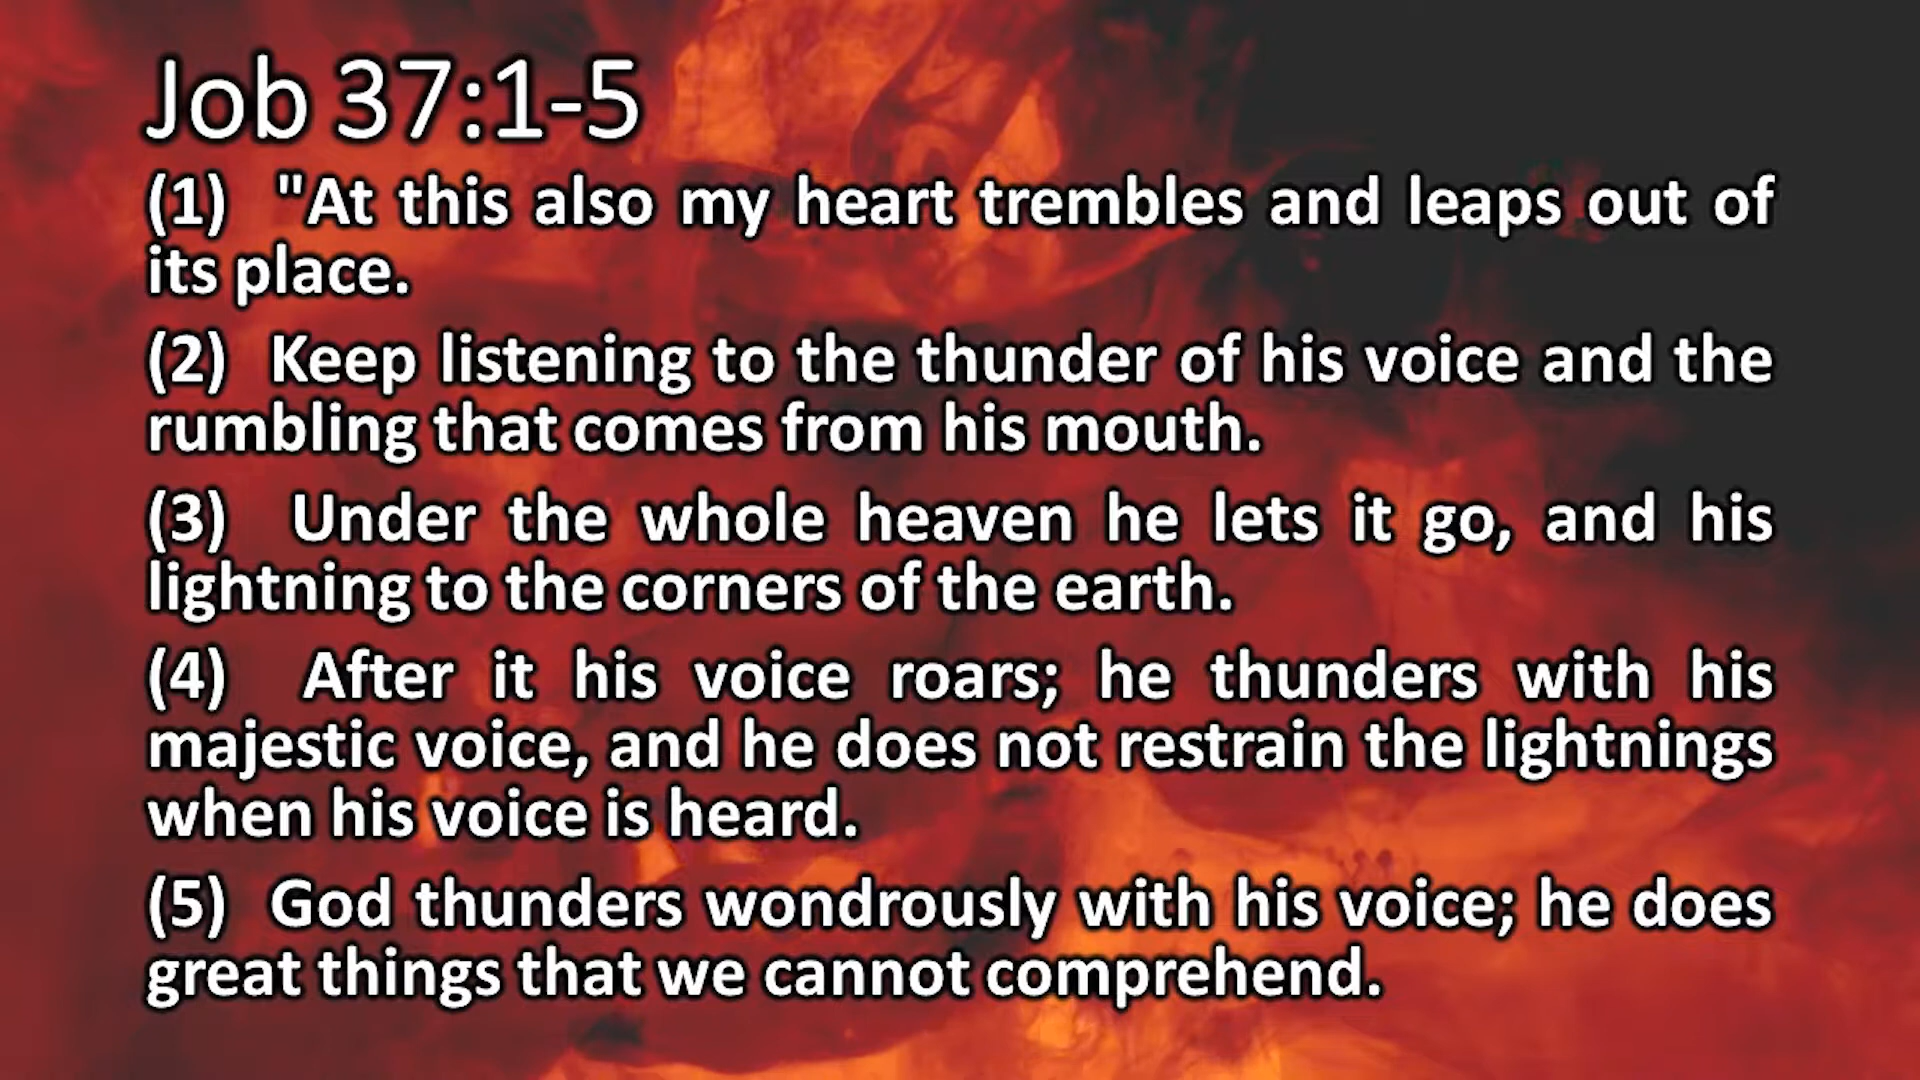 Job 37:1-5
(1) "At this also my heart trembles and leaps out of
its place.
(2) Keep listening to the thunder of his voice and the
rumbling that comes from his mouth.
(3) Under the whole heaven he lets it go, and his
lightning to the corners of the earth.
(4) After it his voice roars; he thunders with his
majestic voice, and he does not restrain the lightnings
when his voice is heard.
(5) God thunders wondrously with his voice; he does
great things that we cannot comprehend.